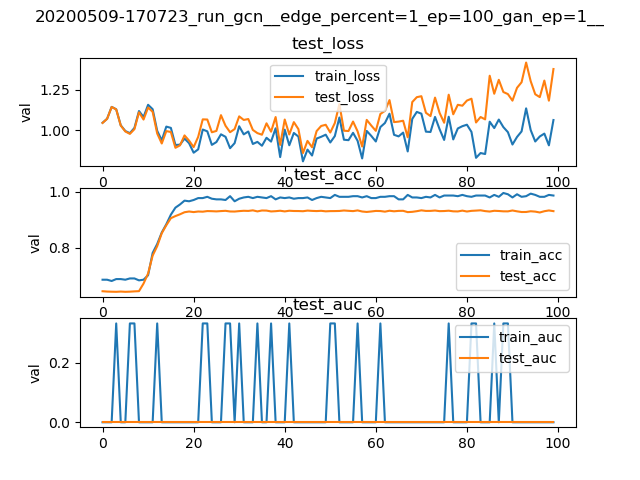 20200509-170723_run_gcn__edge_percent=1_ep=100_gan_ep=1__
test_loss
train_loss
test_loss
1.25
1.00
val
0 20 40 60 80 100
test_acc
1.0
0.8
val
train_acc
test_acc
0 20 40 60 80 100
test_auc
train_auc
test_auc
0.2
0.0
val
0 20 40 60 80 100